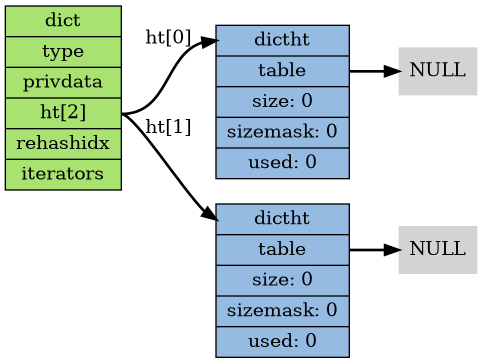 dict
type
privdata
ht[2]
rehashidx
iterators
ht[0]
ht[1]
dictht
table
size: 0
sizemask: 0
used: 0
NULL
dictht
table
size: 0
sizemask: 0
used: 0
NULL